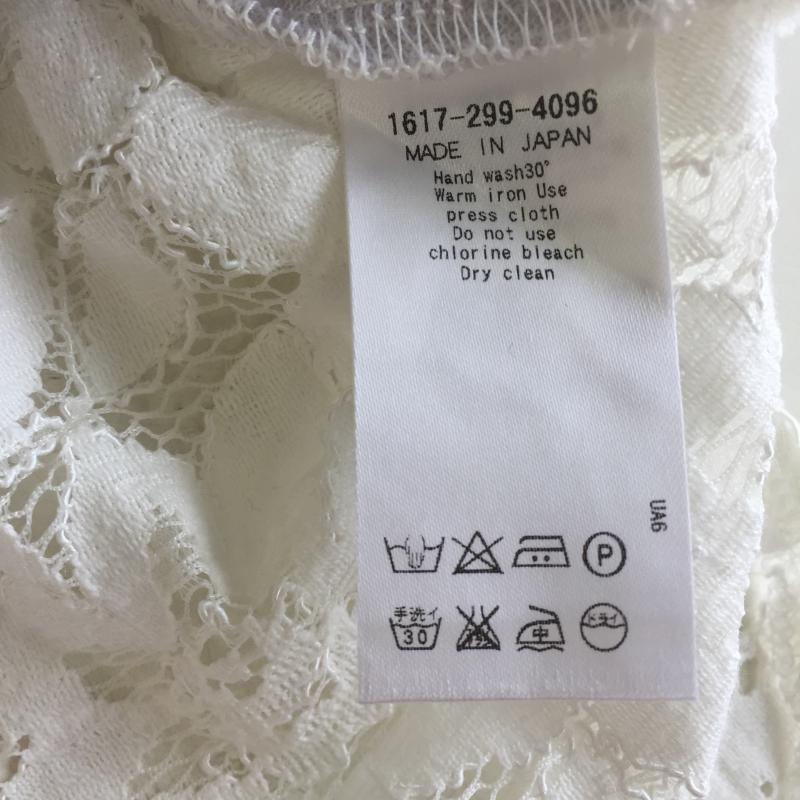 1617-299-4096
MADE IN JAPAN
Hand wash30°
Warm iron Use
press cloth
Do not use
chlorine bleach
Dry clean
UA6
P
手洗イ
30
中
ドライ